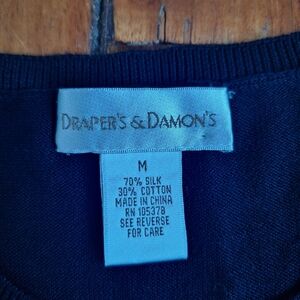 DRAPER'S & DAMON'S
M
70% SILK
30% COTTON
MADE IN CHINA
RN 105378
SEE REVERSE
FOR CARE